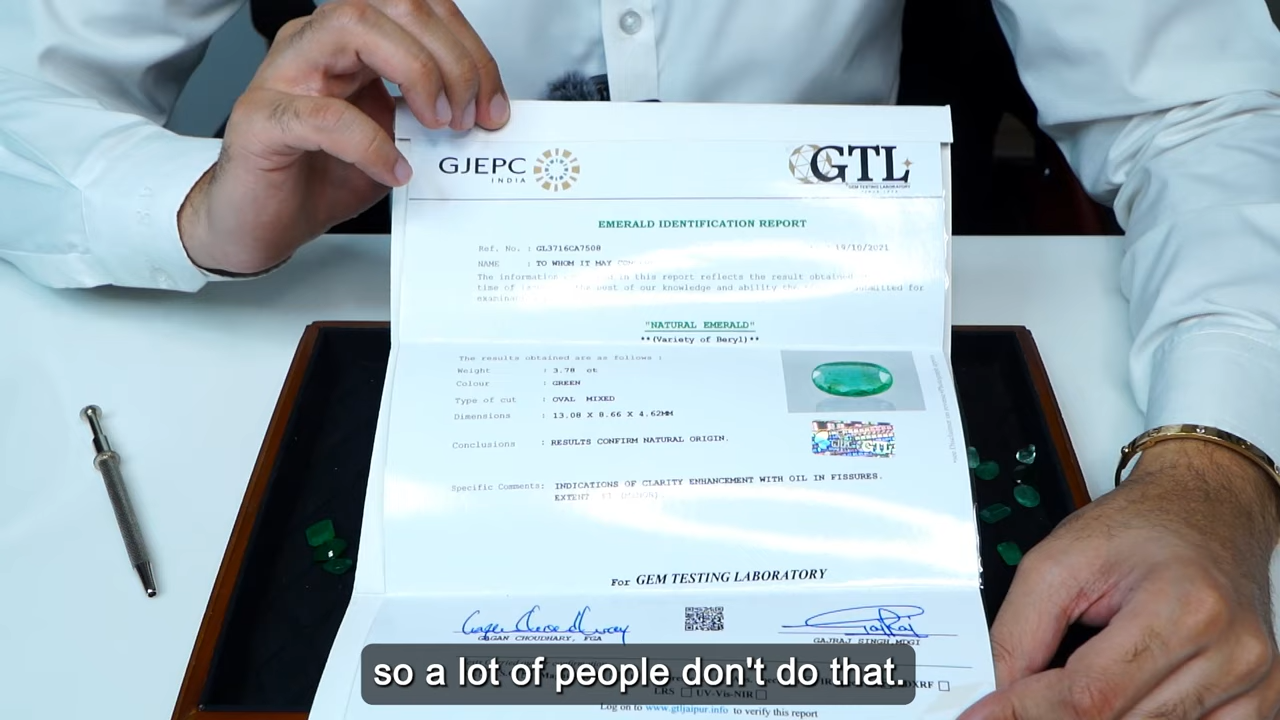 GJEPC
INDIA
GTL
GEM TESTING LABORATORY
EMERALD IDENTIFICATION REPORT
Ref. No. : GL3716CA7508
19/10/2021
NAME : TO WHOM IT MAY
The information in this report reflects the result obtained
time of the best of our knowledge and ability submitted for
"NATURAL EMERALD"
**(Variety of Beryl)**
The results obtained are as follows :
Weight : 3.78 ct
Colour : GREEN
Type of cut : OVAL MIXED
Dimensions : 13.08 X 8.66 X 4.62MM
Conclusions : RESULTS CONFIRM NATURAL ORIGIN.
Specific Comments: INDICATIONS OF CLARITY ENHANCEMENT WITH OIL IN FISSURES.
EXTENT
For GEM TESTING LABORATORY
GAGAN CHOUDHARY, FGA
GAJRAJ SINGH, MDGI
so a lot of people don't do that.
LRS UV-Vis-NIR
Log on to www.gtljaipur.info to verify this report